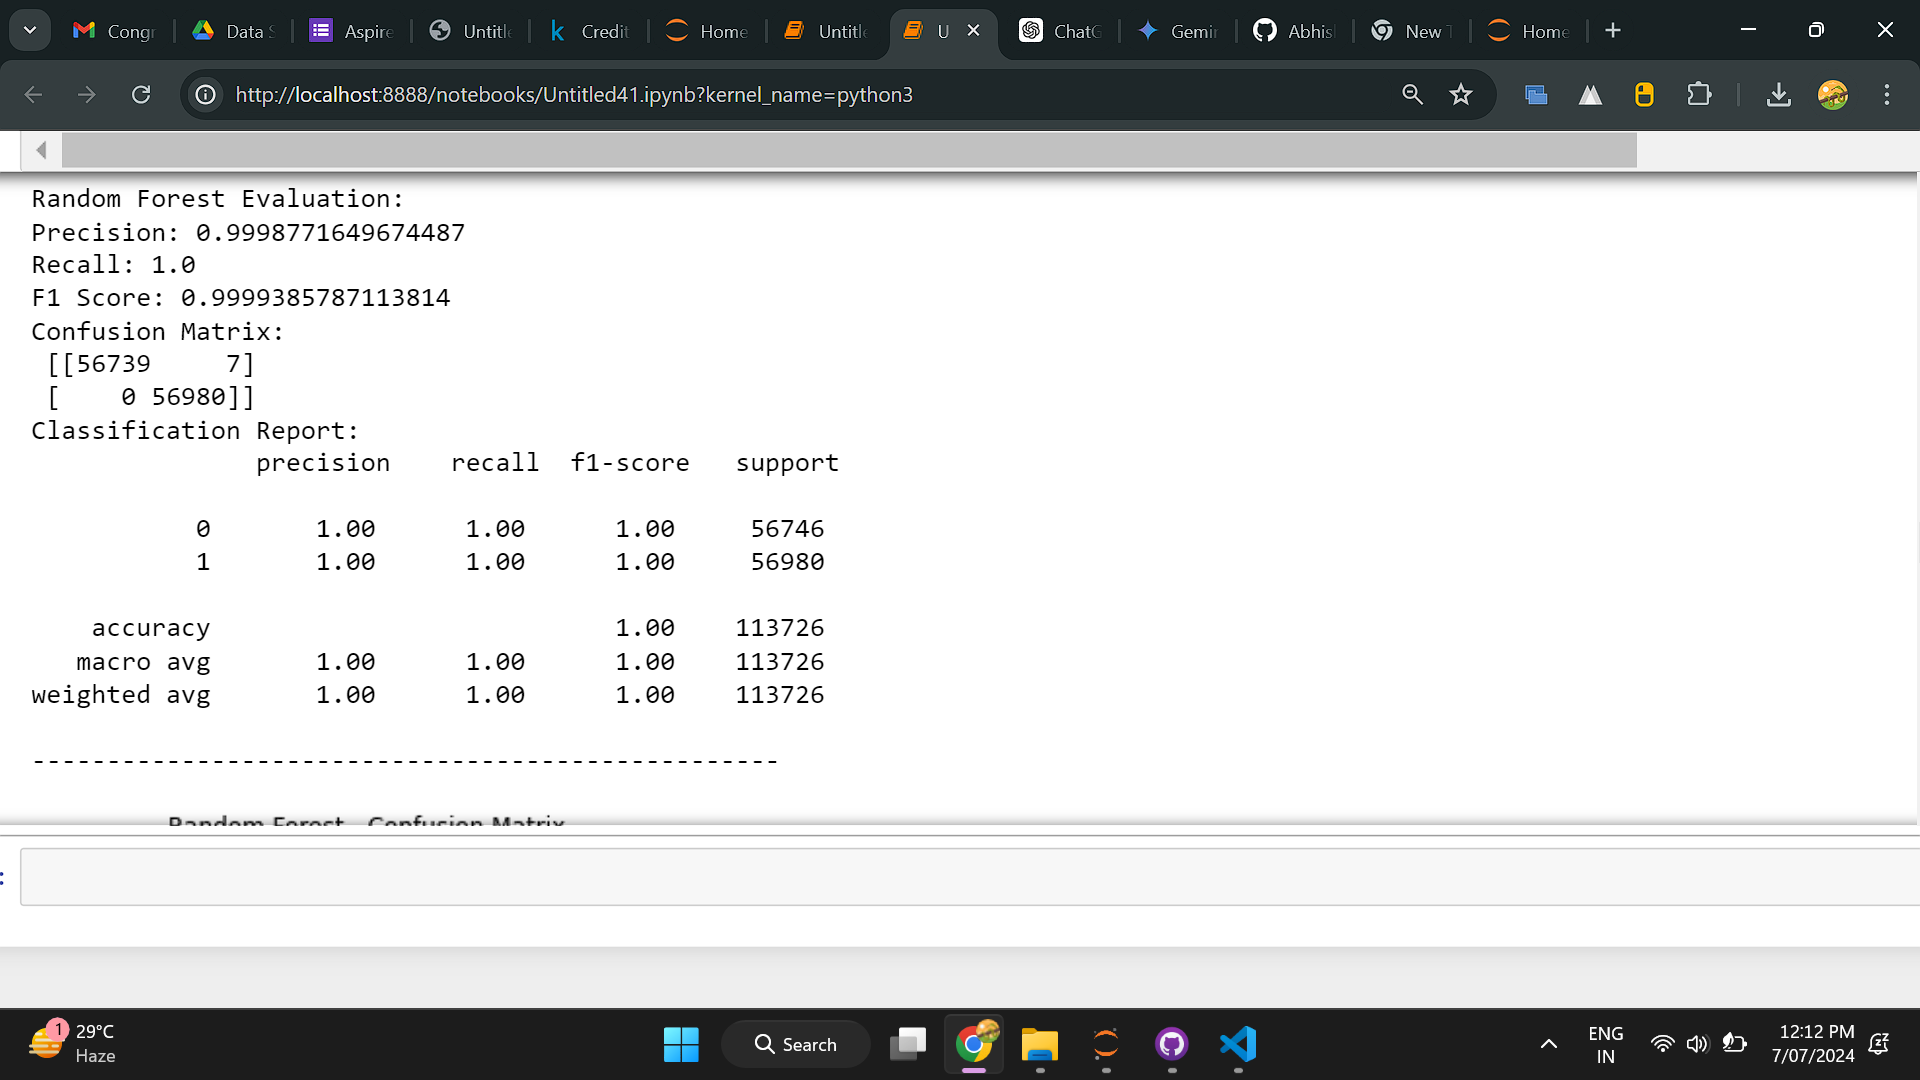 Congr
Data S
Aspire
Untitle
Credit
Home
Untitle
U
ChatG
Gemin
Abhis
New T
Home
http://localhost:8888/notebooks/Untitled41.ipynb?kernel_name=python3
Random Forest Evaluation:
Precision: 0.9998771649674487
Recall: 1.0
F1 Score: 0.9999385787113814
Confusion Matrix:
[[56739     7]
[    0 56980]]
Classification Report:
precision    recall  f1-score   support
0       1.00      1.00      1.00     56746
1       1.00      1.00      1.00     56980
accuracy                           1.00    113726
macro avg       1.00      1.00      1.00    113726
weighted avg       1.00      1.00      1.00    113726
--------------------------------------------------
Random Forest - Confusion Matrix
:
1
29°C
Haze
Search
ENG
IN
12:12 PM
7/07/2024